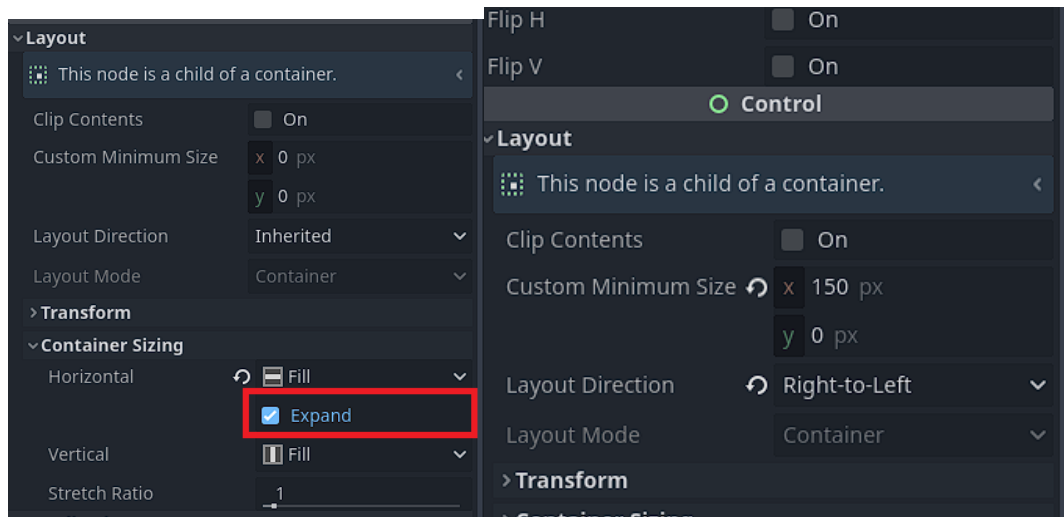 Layout
This node is a child of a container.
Clip Contents On
Custom Minimum Size x 0 px
y 0 px
Layout Direction Inherited
Layout Mode Container
Transform
Container Sizing
Horizontal Fill
Expand
Vertical Fill
Stretch Ratio 1
Flip H On
Flip V On
Control
Layout
This node is a child of a container.
Clip Contents On
Custom Minimum Size x 150 px
y 0 px
Layout Direction Right-to-Left
Layout Mode Container
Transform
Container Sizing